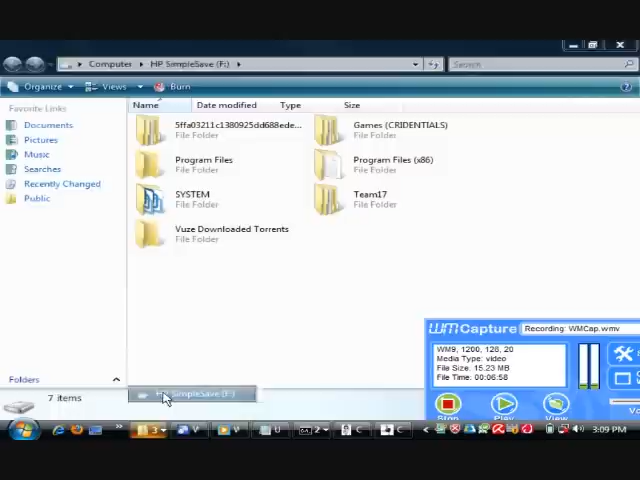 Computer ▸ HP SimpleSave (F:) ▸
Search
Organize
Views
Burn
Favorite Links
Documents
Pictures
Music
Searches
Recently Changed
Public
Folders
Name
Date modified
Type
Size
5ffa03211c1380925dd688ede...
File Folder
Games (CRIDENTIALS)
File Folder
Program Files
File Folder
Program Files (x86)
File Folder
SYSTEM
File Folder
Team17
File Folder
Vuze Downloaded Torrents
File Folder
7 items
HP SimpleSave (F:)
WMCapture
Recording: WMCap.wmv
WM9, 1200, 128, 20
Media Type: video
File Size: 15.23 MB
File Time: 00:06:58
Stop
Play
View
3
V
V
U
2
C
C
3:09 PM